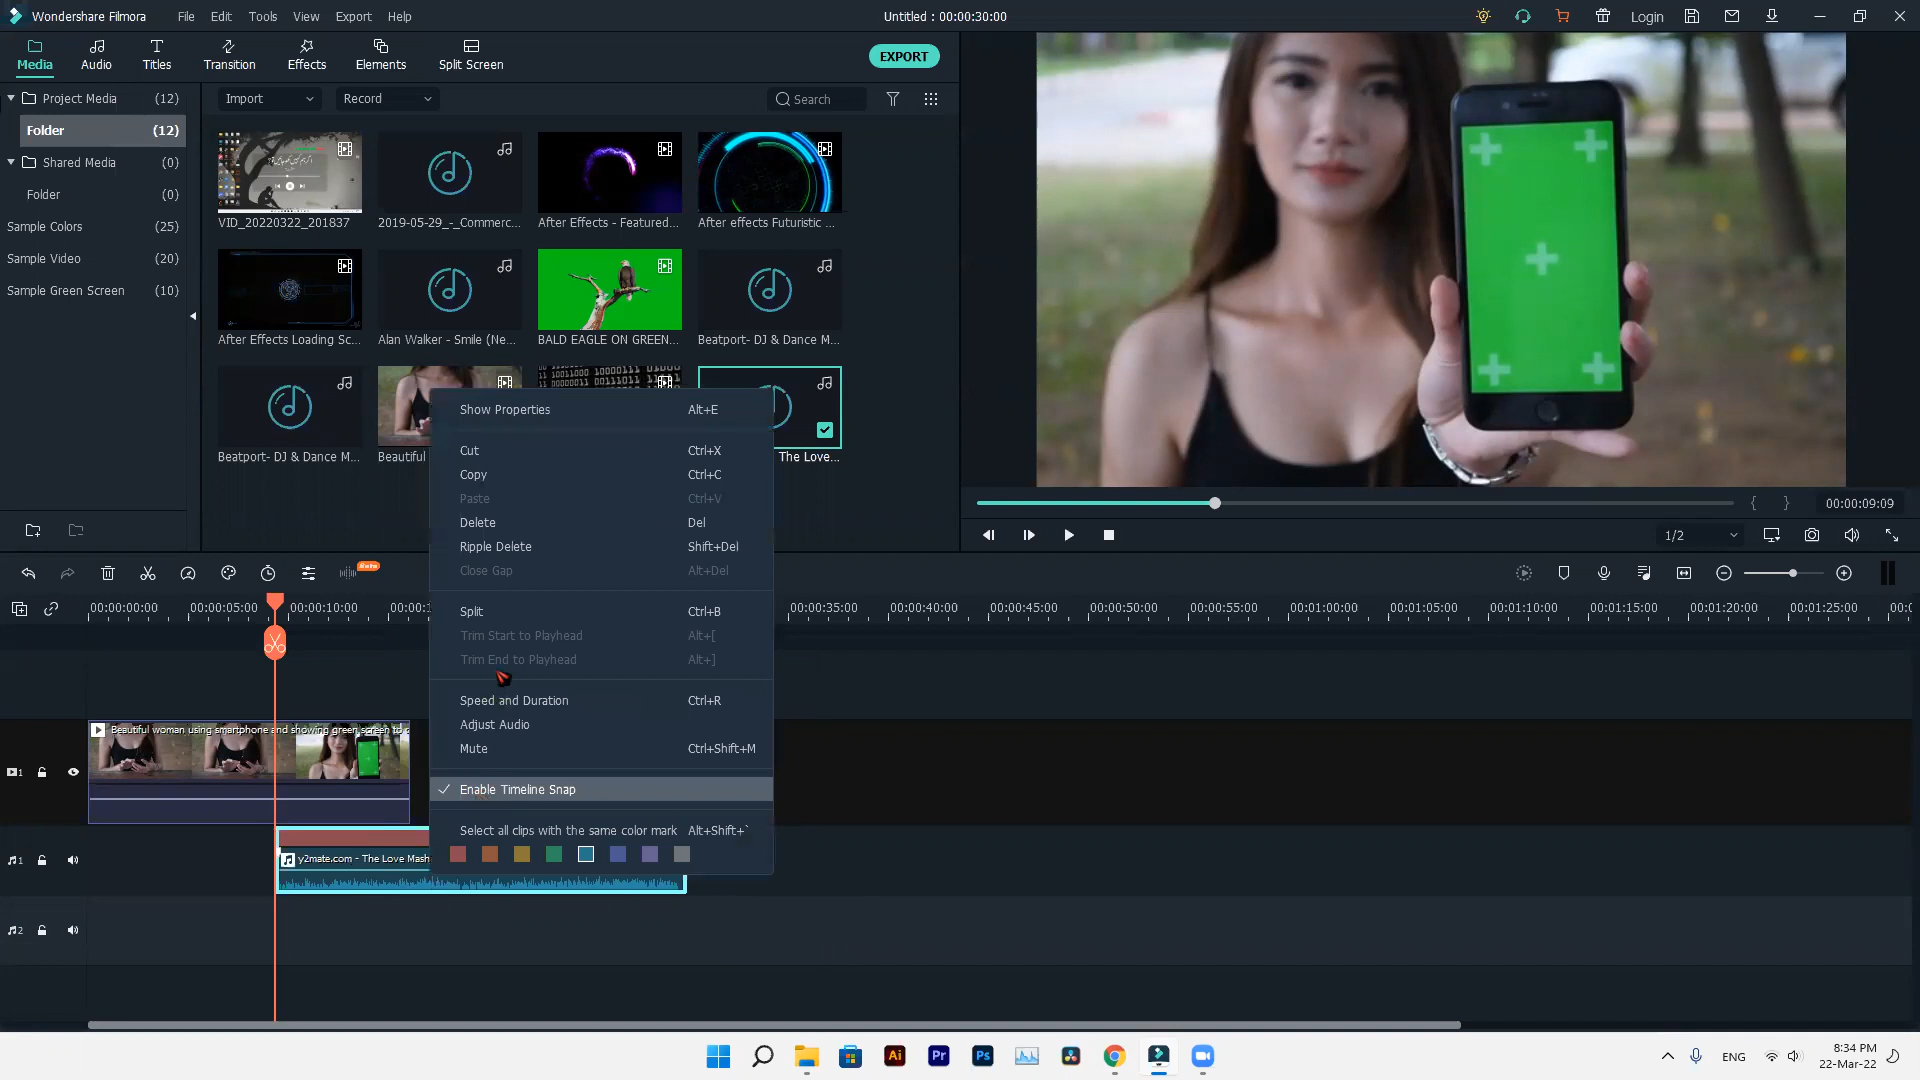 Wondershare Filmora File Edit Tools View Export Help Untitled : 00:00:30:00 Login
Media Audio Titles Transition Effects Elements Split Screen EXPORT
Project Media (12) Import Record Search
Folder (12)
Shared Media (0)
Folder (0)
Sample Colors (25)
Sample Video (20)
Sample Green Screen (10)
VID_20220322_201837 2019-05-29_-_Commerc... After Effects - Featured... After effects Futuristic ...
After Effects Loading Sc... Alan Walker - Smile (Ne... BALD EAGLE ON GREEN... Beatport- DJ & Dance M...
Beatport- DJ & Dance M... Beautiful The Love...
00:00:09:09
1/2
Show Properties Alt+E
Cut Ctrl+X
Copy Ctrl+C
Paste Ctrl+V
Delete Del
Ripple Delete Shift+Del
Close Gap Alt+Del
Split Ctrl+B
Trim Start to Playhead Alt+[
Trim End to Playhead Alt+]
Speed and Duration Ctrl+R
Adjust Audio
Mute Ctrl+Shift+M
Enable Timeline Snap
Select all clips with the same color mark Alt+Shift+`
00:00:00:00 00:00:05:00 00:00:10:00 00:00:1 00:00:35:00 00:00:40:00 00:00:45:00 00:00:50:00 00:00:55:00 00:01:00:00 00:01:05:00 00:01:10:00 00:01:15:00 00:01:20:00 00:01:25:00 00:0
Beautiful woman using smartphone and showing green screen to c
1
y2mate.com - The Love Mash
1
2
Ai Pr Ps
ENG 8:34 PM
22-Mar-22